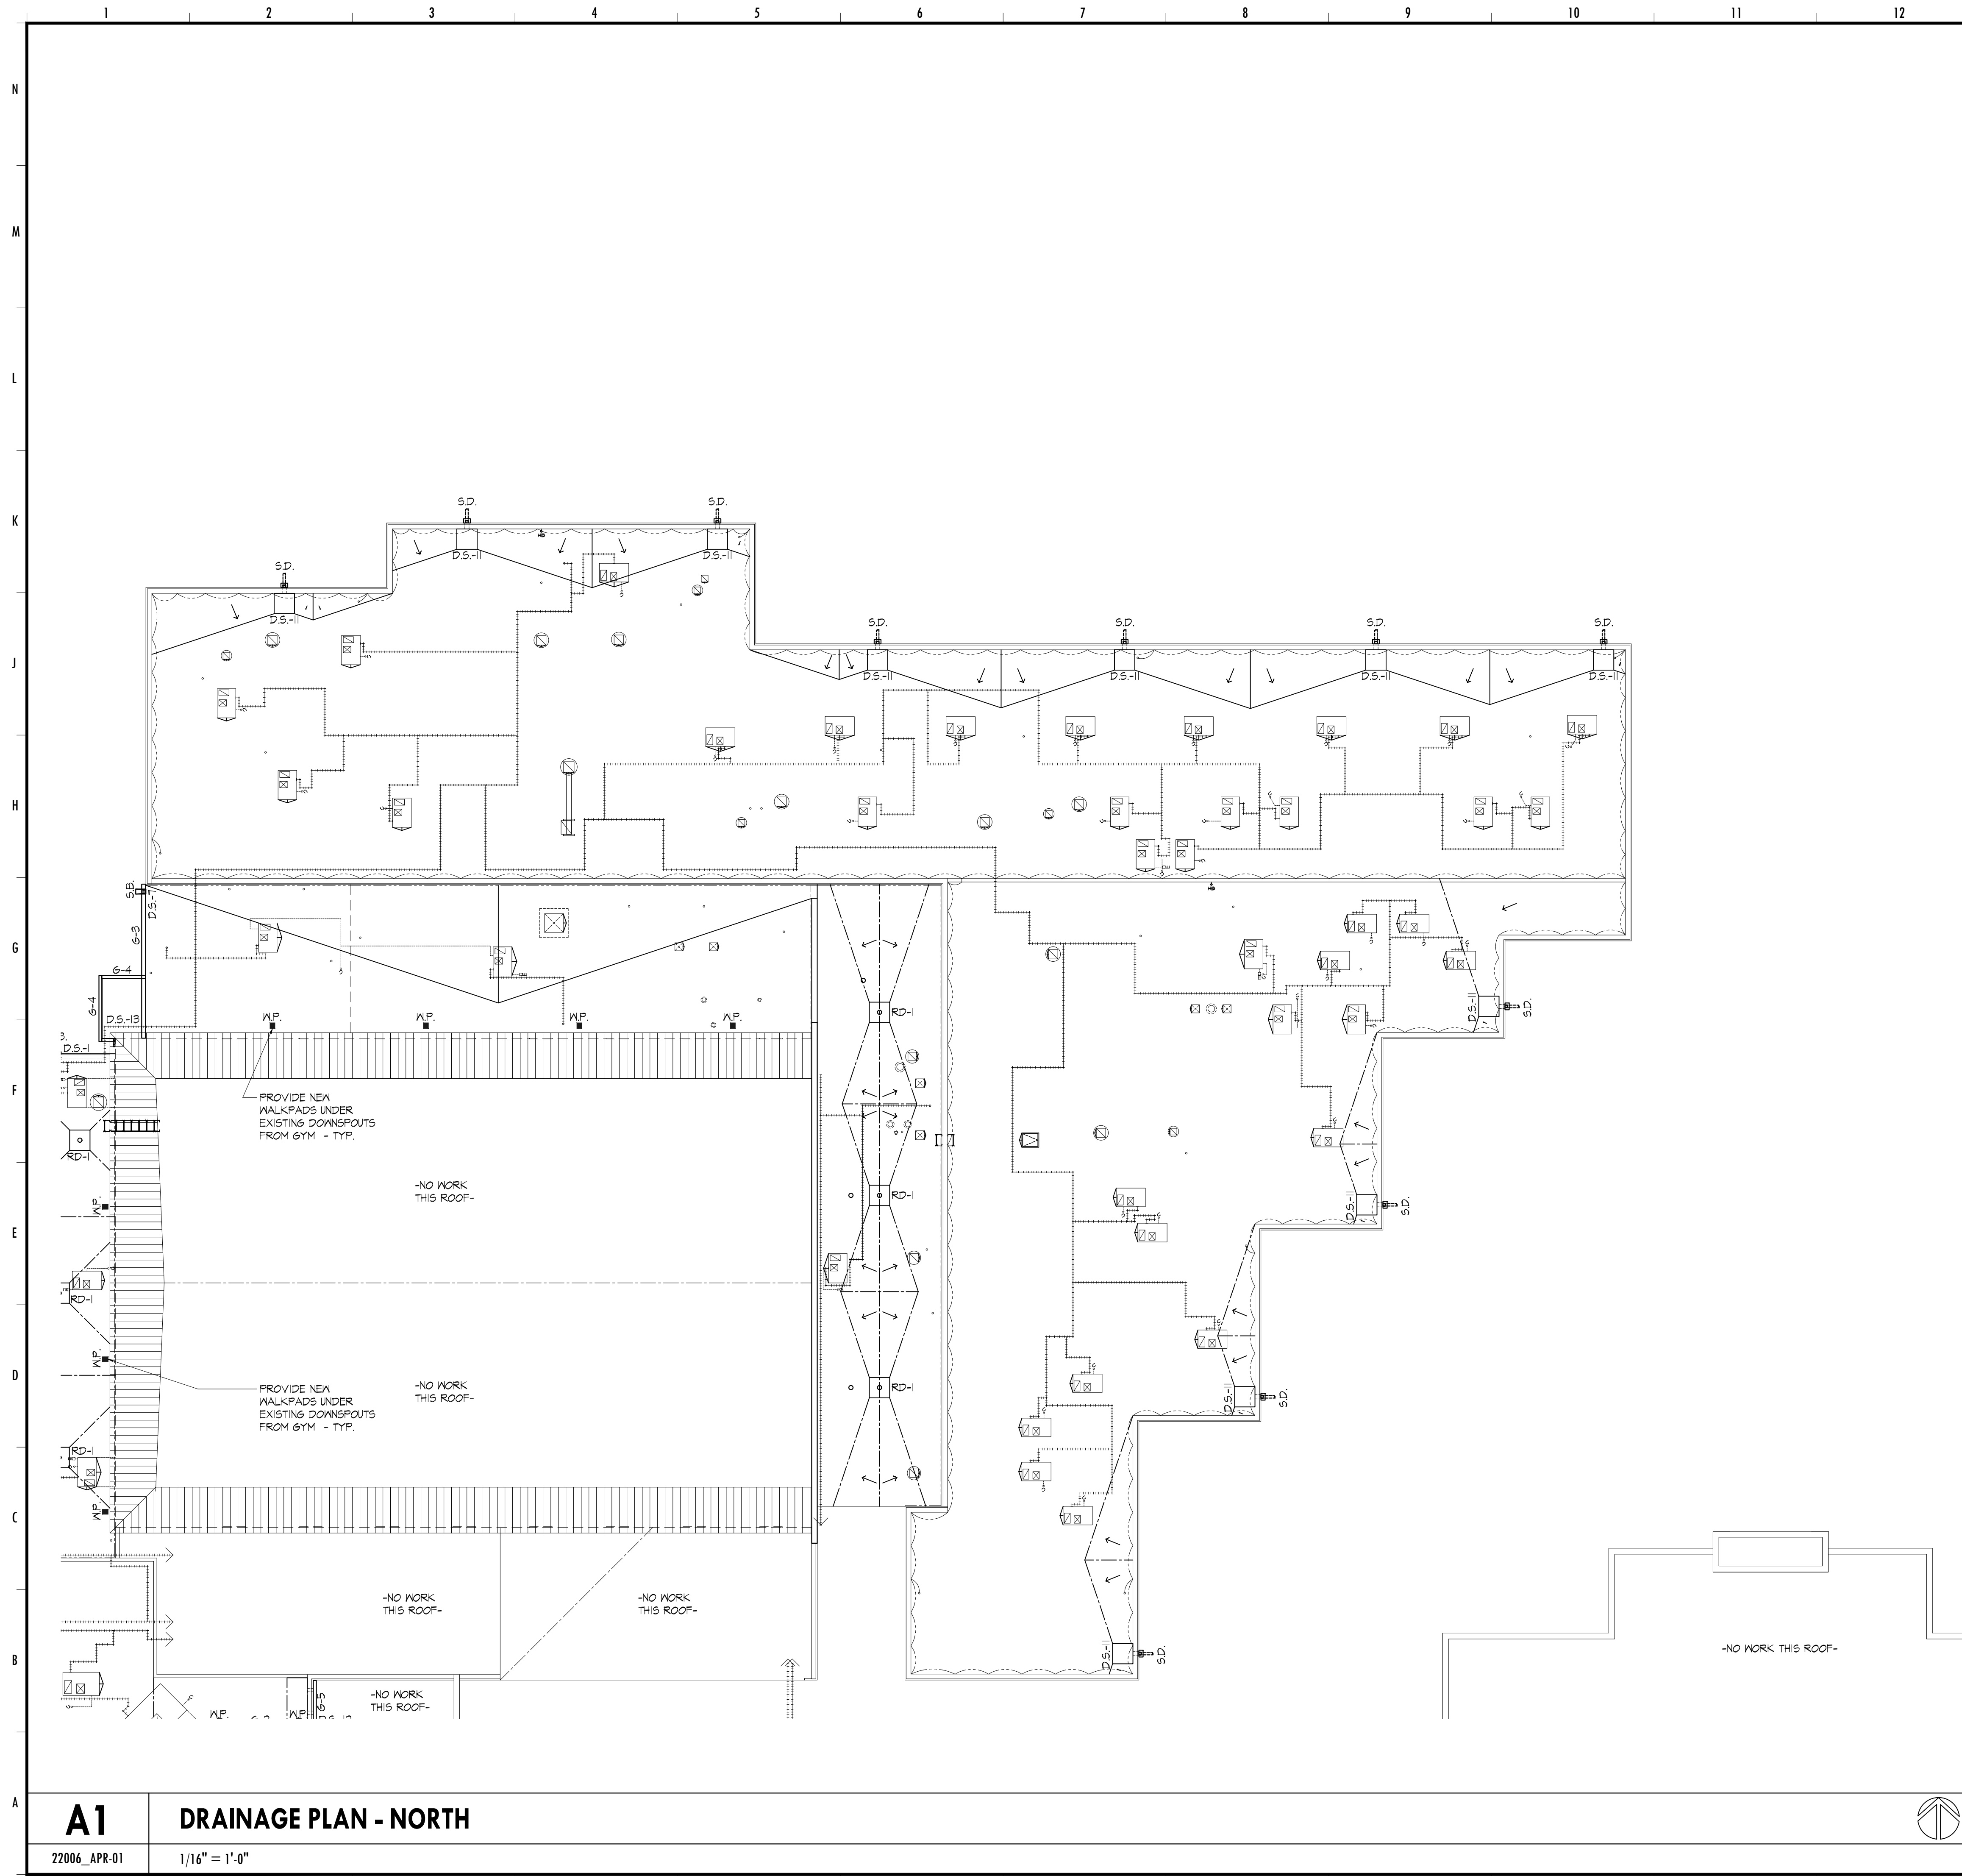 1 2 3 4 5 6 7 8 9 10 11 12
N
M
L
K
J
H
G
F
E
D
C
B
A
S.D. S.D.
D.S.-11 D.S.-11
S.D.
D.S.-11
S.D. S.D. S.D. S.D.
D.S.-11 D.S.-11 D.S.-11 D.S.-11
S.B.
D.S.-7
G-3
G-4
G-4
D.S.-13
D.S.-1
W.P. W.P. W.P. W.P.
RD-1
D.S.-11
S.D.
PROVIDE NEW
WALKPADS UNDER
EXISTING DOWNSPOUTS
FROM GYM - TYP.
RD-1
-NO WORK
THIS ROOF-
W.P.
RD-1
D.S.-11
S.D.
RD-1
W.P.
PROVIDE NEW
WALKPADS UNDER
EXISTING DOWNSPOUTS
FROM GYM - TYP.
-NO WORK
THIS ROOF-
RD-1
D.S.-11
S.D.
RD-1
W.P.
-NO WORK
THIS ROOF-
-NO WORK
THIS ROOF-
D.S.-11
S.D.
-NO WORK THIS ROOF-
-NO WORK
THIS ROOF-
G-5
W.P. W.P.
A1
DRAINAGE PLAN - NORTH
22006_APR-01
1/16" = 1'-0"